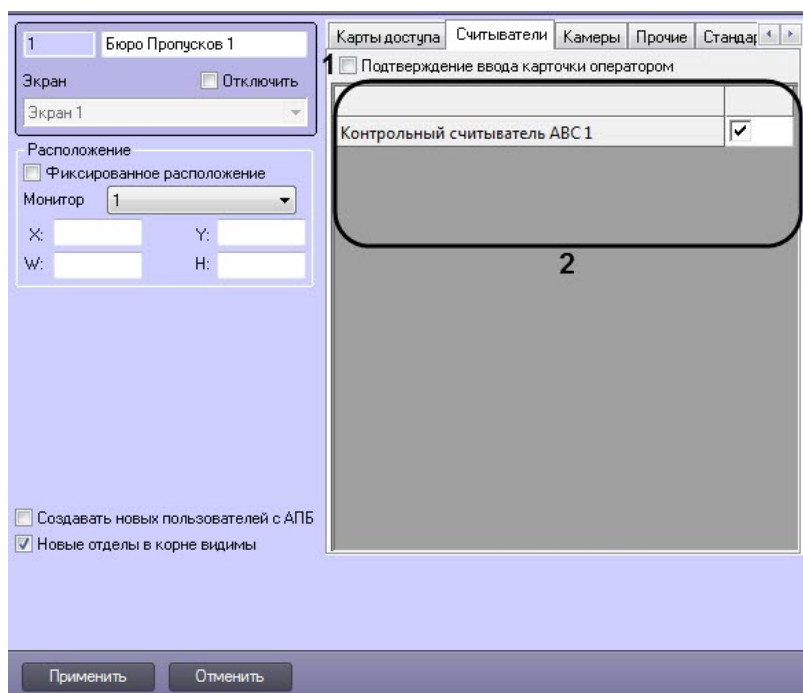 1 Бюро Пропусков 1
Экран Отключить
Экран 1
Расположение
Фиксированное расположение
Монитор 1
X: Y:
W: H:
Создавать новых пользователей с АПБ
Новые отделы в корне видимы
Карты доступа Считыватели Камеры Прочие Стандар
1 Подтверждение ввода карточки оператором
Контрольный считыватель ABC 1
2
Применить Отменить